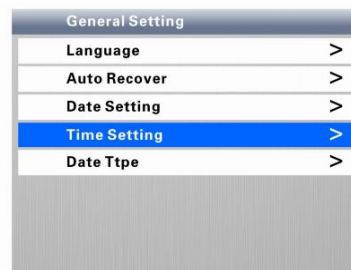 General Setting
Language >
Auto Recover >
Date Setting >
Time Setting >
Date Ttpe >